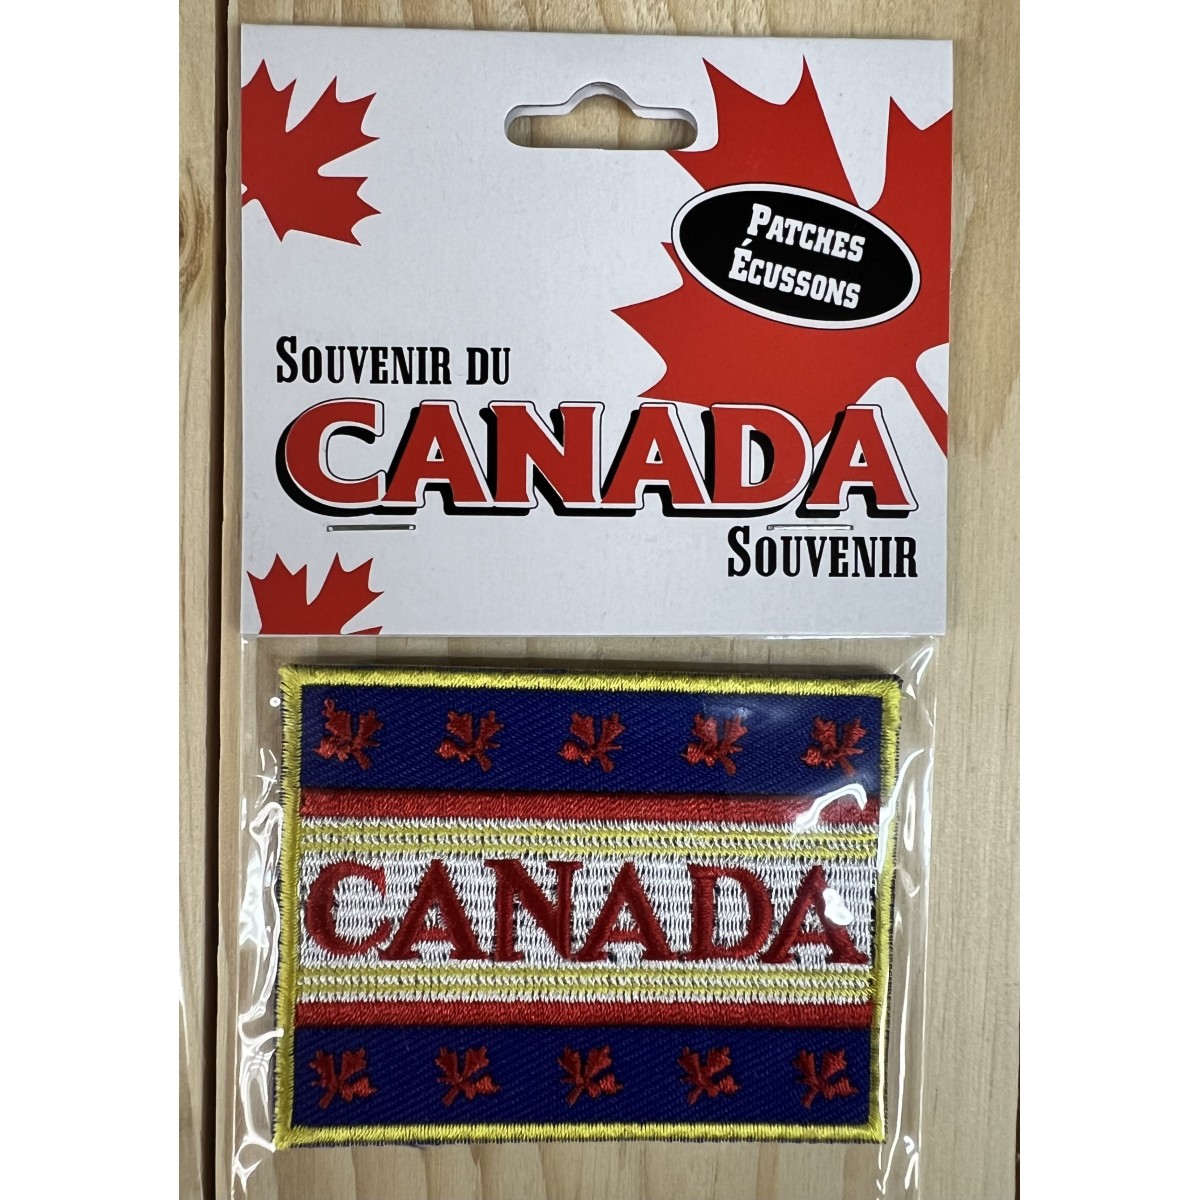 PATCHES
ÉCUSSONS
SOUVENIR DU
CANADA
SOUVENIR
CANADA